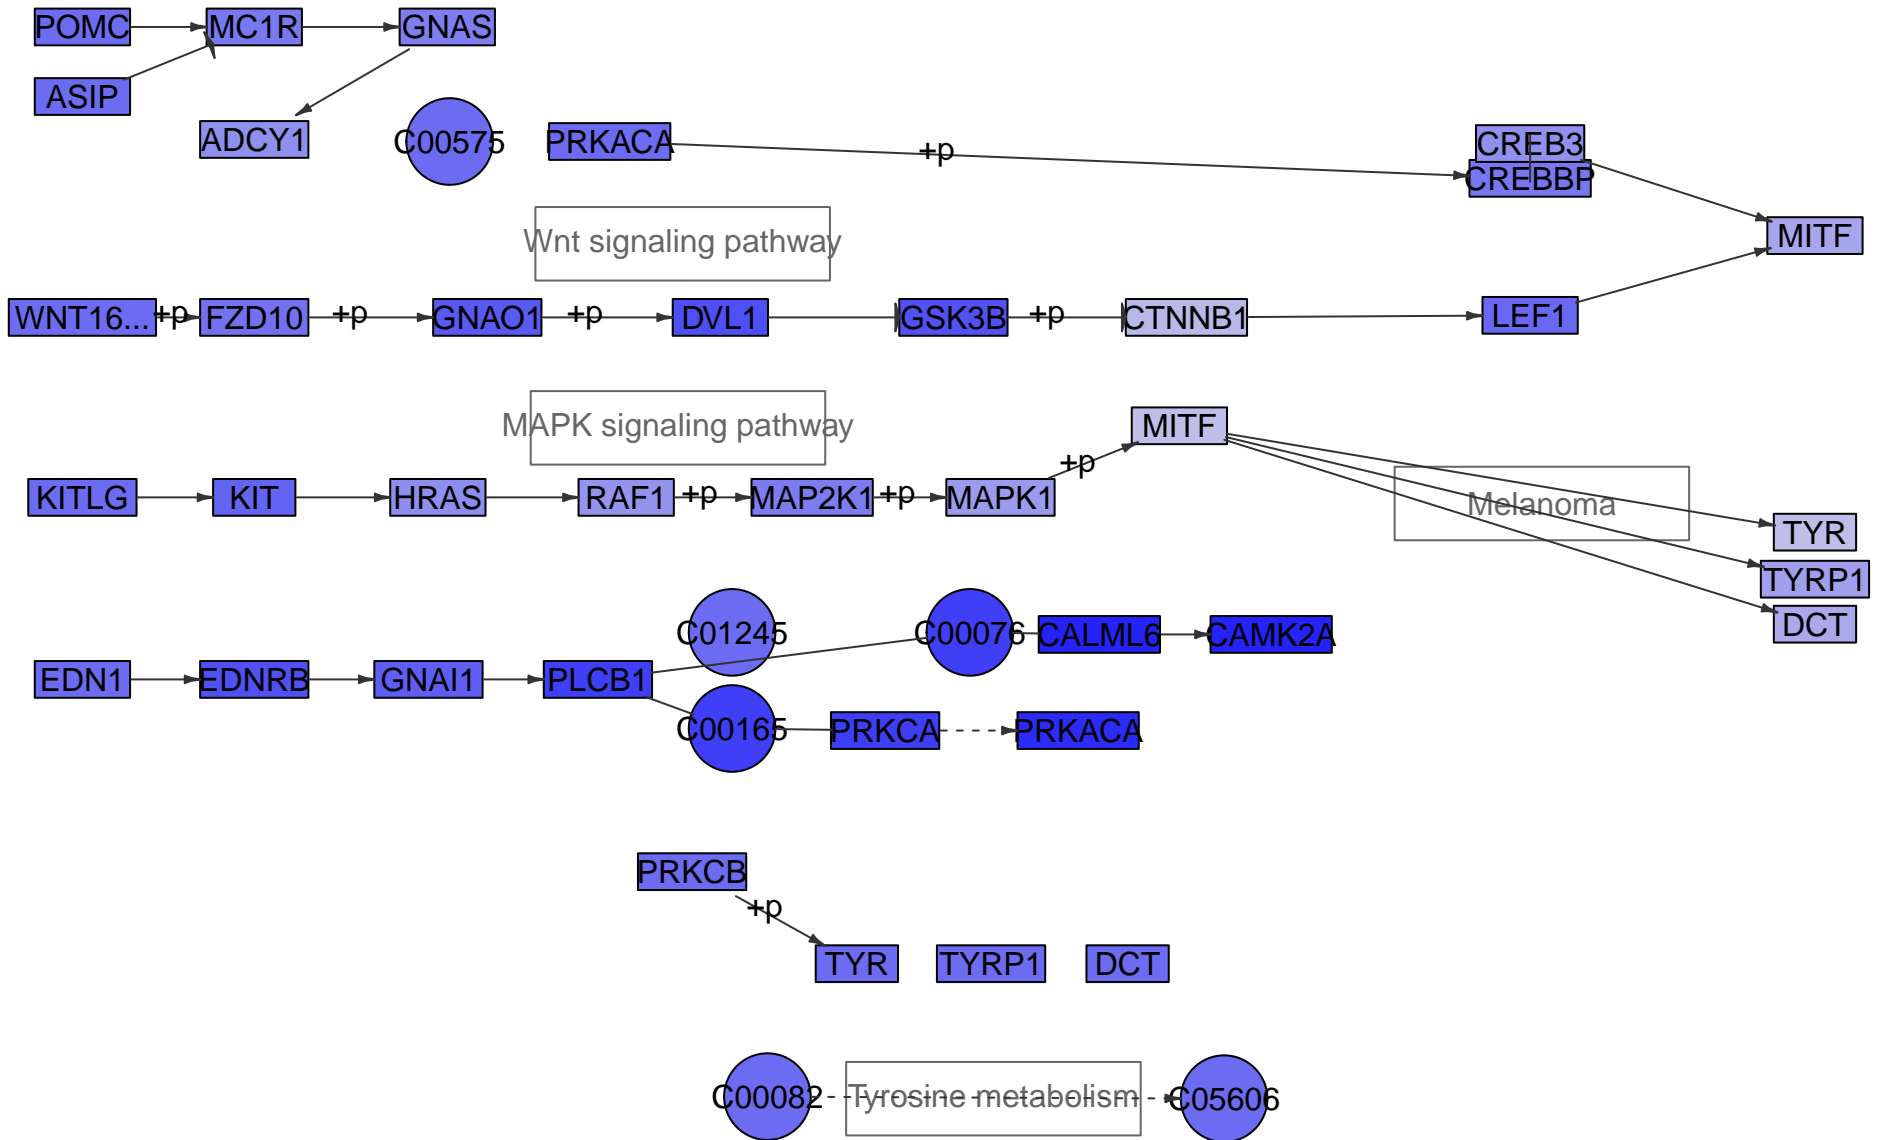 POMC MC1R GNAS
ASIP
ADCY1 C00575 PRKACA +p CREB3
CREBBP
Wnt signaling pathway MITF
WNT16... +p FZD10 +p GNAO1 +p DVL1 GSK3B +p CTNNB1 LEF1
MAPK signaling pathway MITF
+p
KITLG KIT HRAS RAF1 +p MAP2K1 +p MAPK1 Melanoma
TYR
TYRP1
DCT
C01245 C00076 CALML6 CAMK2A
EDN1 EDNRB GNAI1 PLCB1
C00165 PRKCA PRKACA
PRKCB
+p
TYR TYRP1 DCT
C00082 Tyrosine metabolism C05606